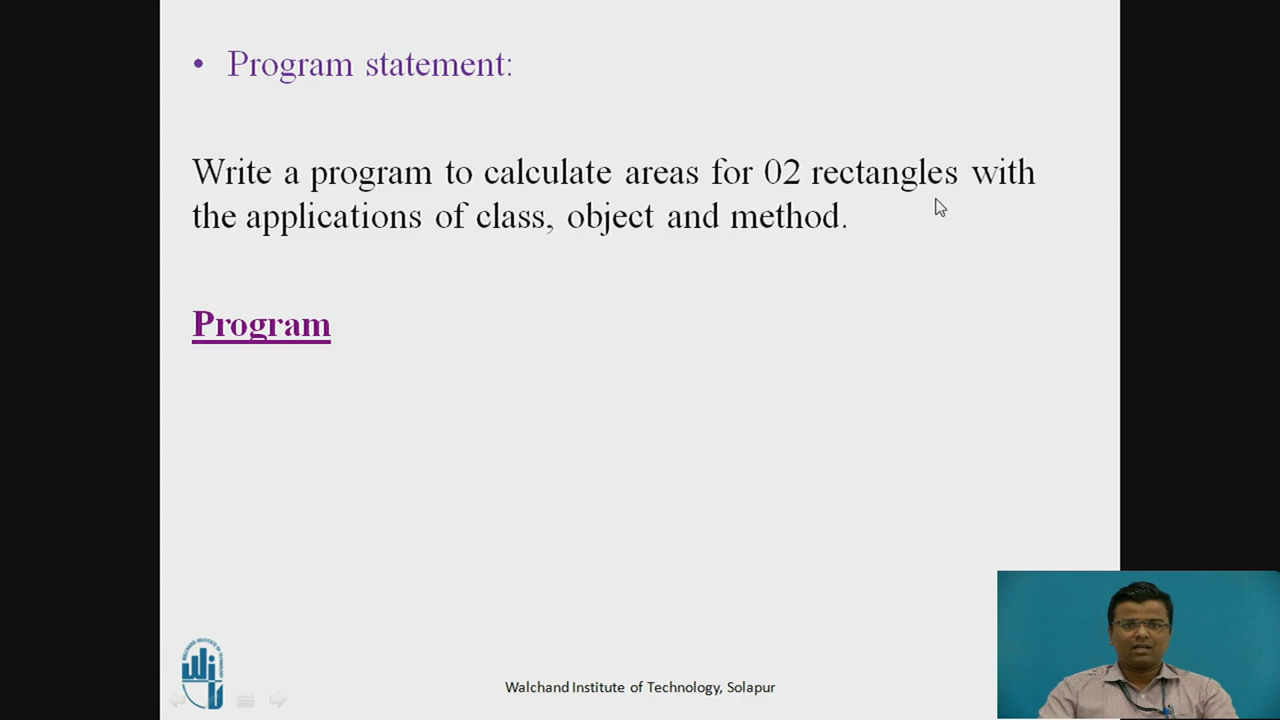 • Program statement:
Write a program to calculate areas for 02 rectangles with
the applications of class, object and method.
Program
Walchand Institute of Technology, Solapur